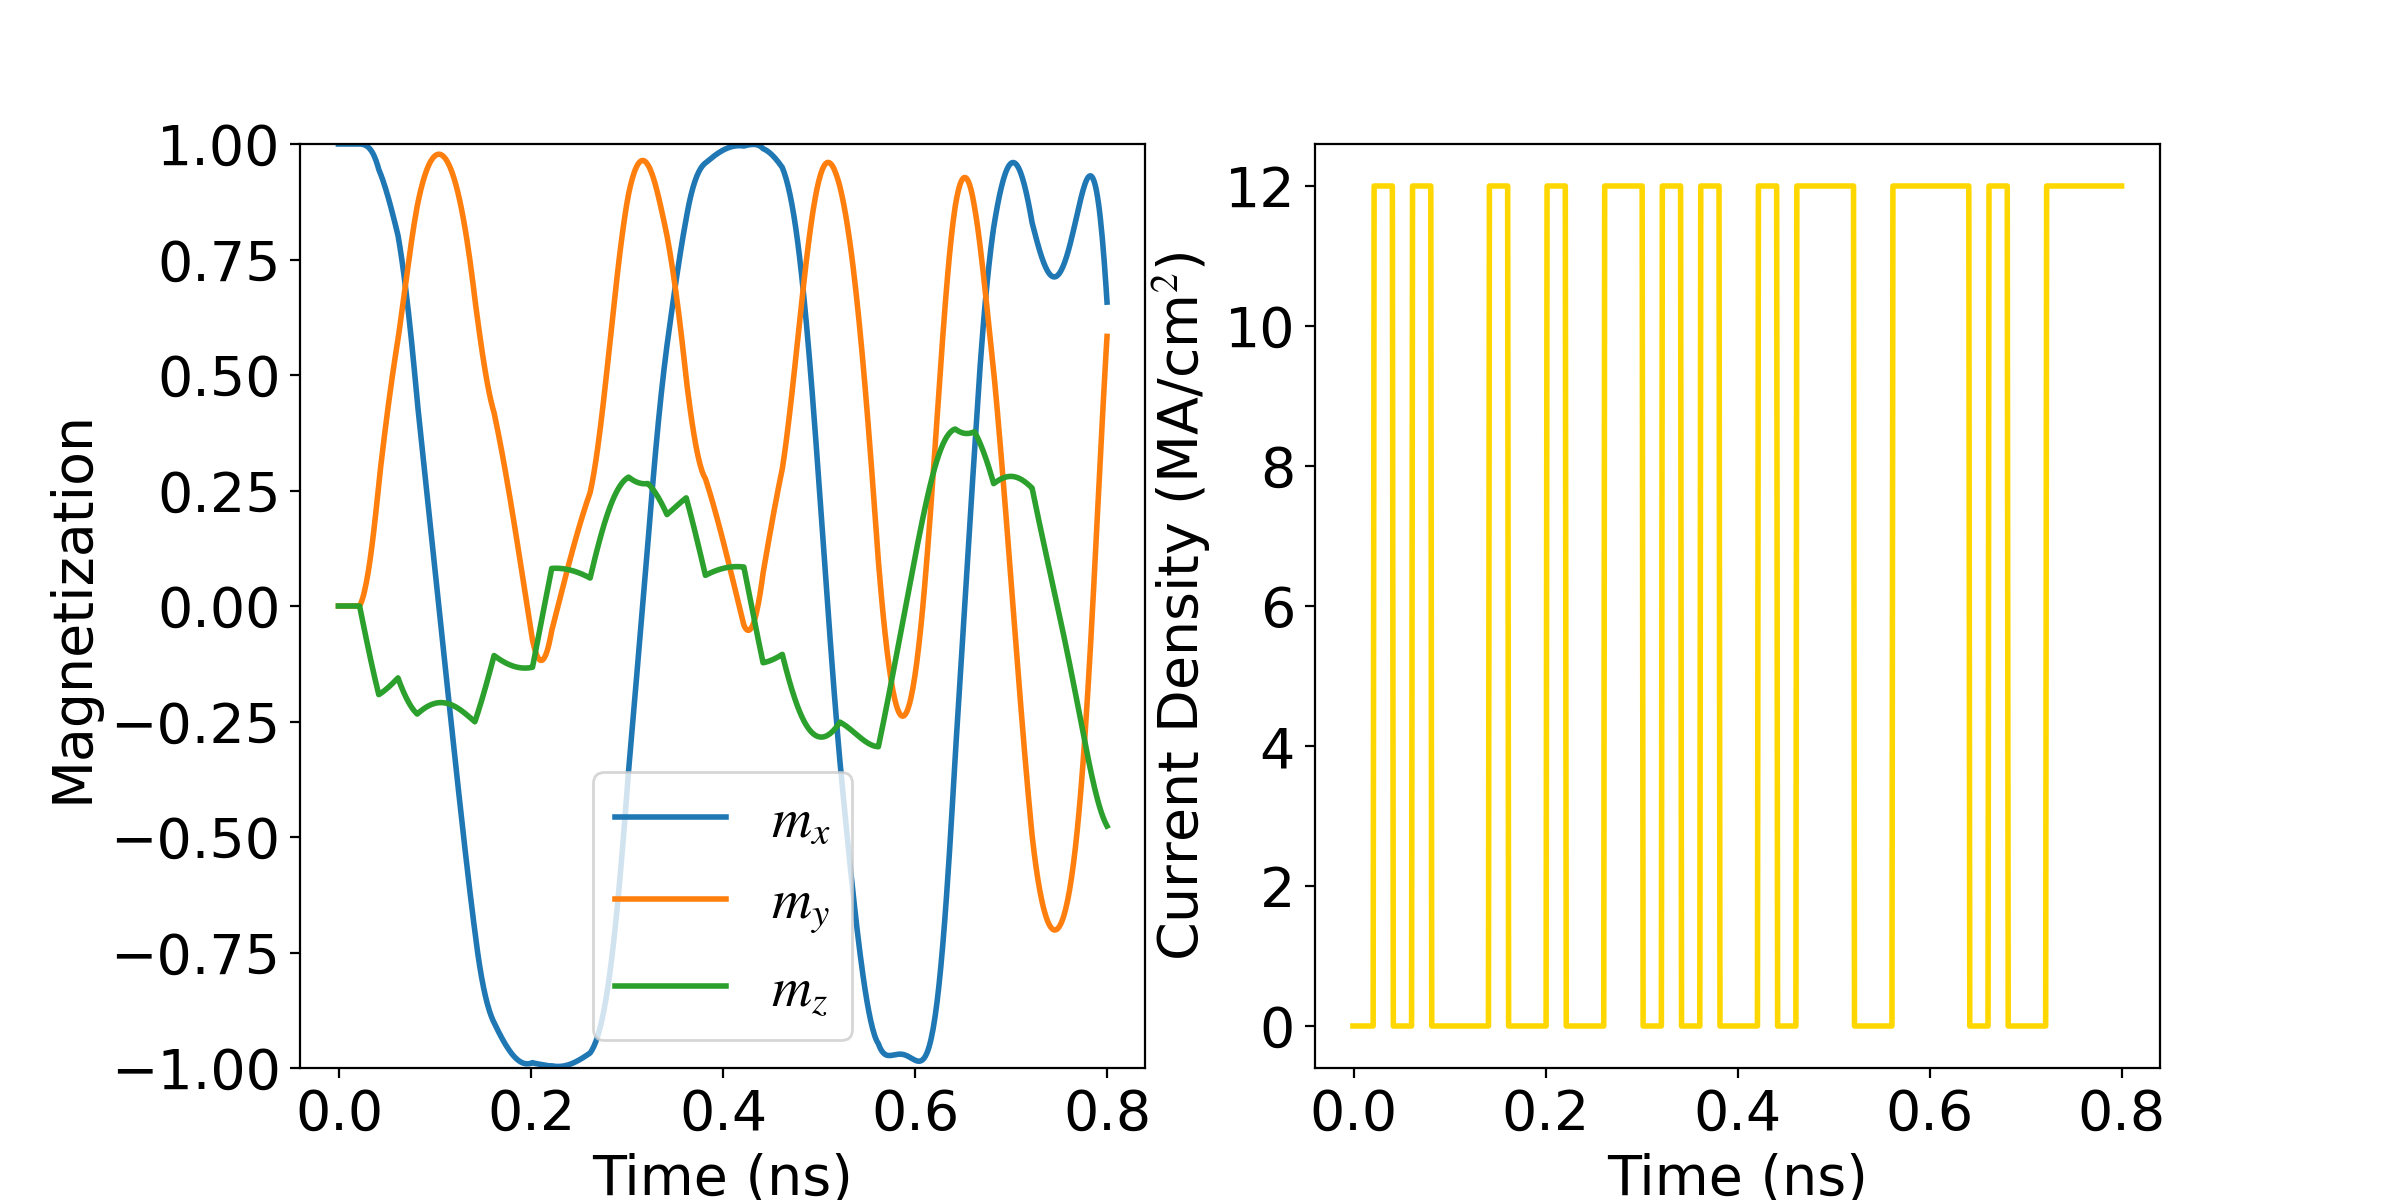 Magnetization
1.00
0.75
0.50
0.25
0.00
−0.25
−0.50
−0.75
−1.00
0.0 0.2 0.4 0.6 0.8
Time (ns)
m_x
m_y
m_z
Current Density (MA/cm²)
12
10
8
6
4
2
0
0.0 0.2 0.4 0.6 0.8
Time (ns)